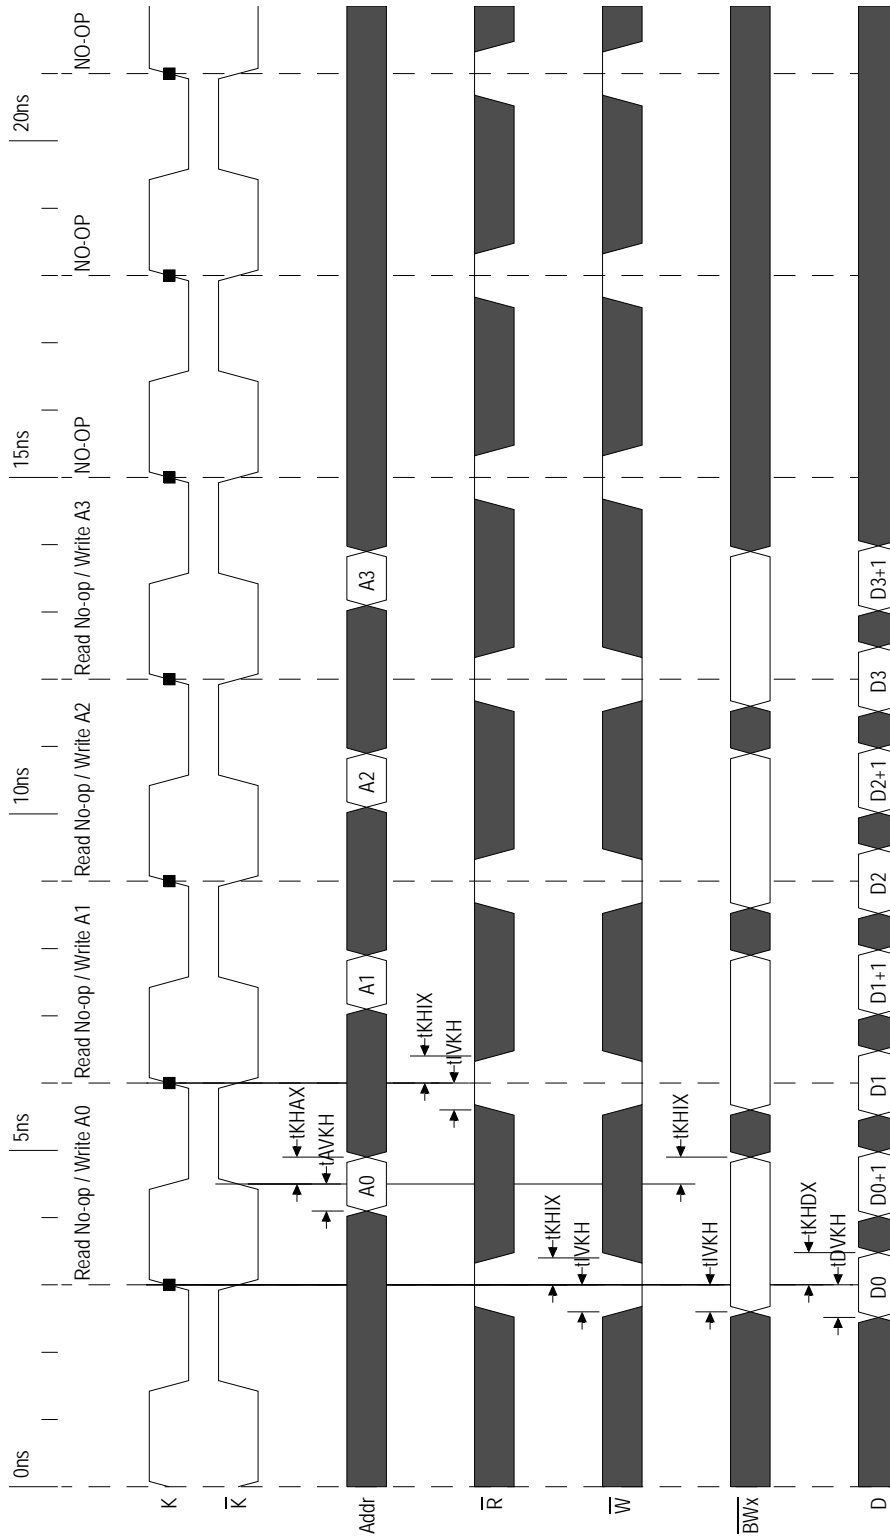 0ns
5ns
10ns
15ns
20ns
Read No-op / Write A0
Read No-op / Write A1
Read No-op / Write A2
Read No-op / Write A3
NO-OP
NO-OP
NO-OP
K
K
tKHAX
tAVKH
Addr
A0
A1
A2
A3
tKHIX
tIVKH
R
tKHIX
tIVKH
W
tKHIX
tIVKH
BWx
tKHDX
tDVKH
D
D0
D0+1
D1
D1+1
D2
D2+1
D3
D3+1